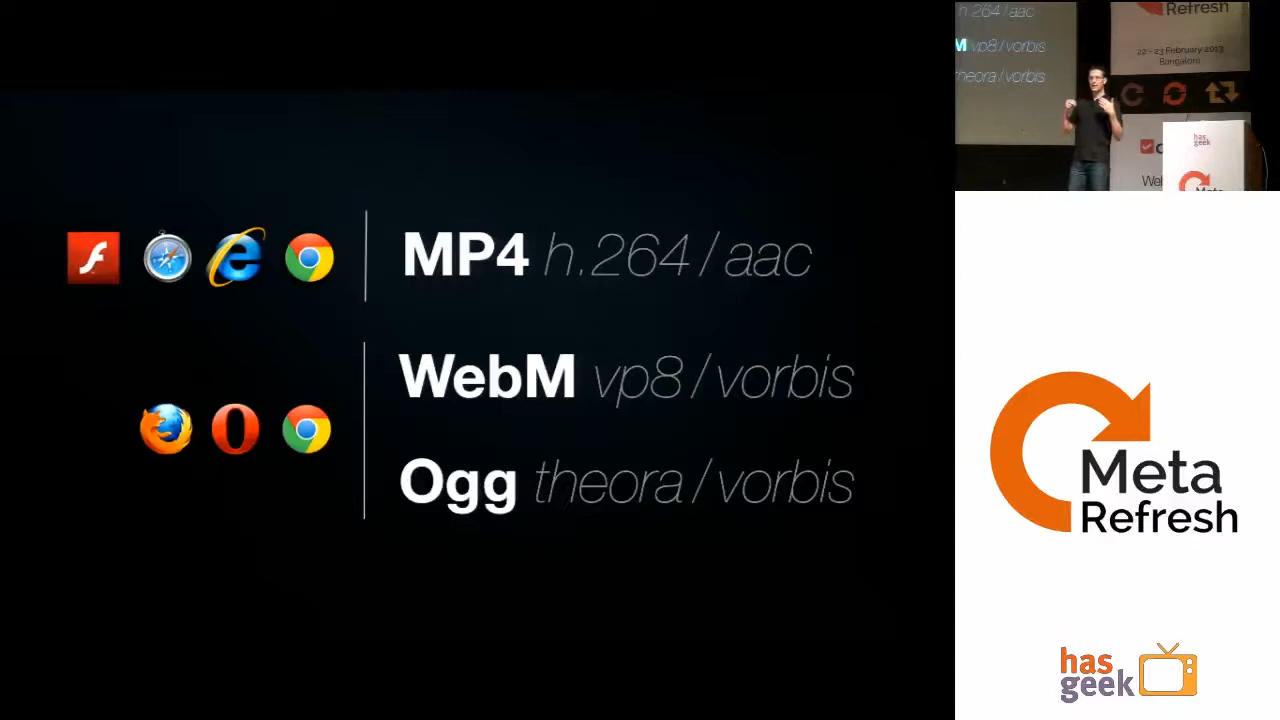 MP4 h.264/aac
WebM vp8/vorbis
Ogg theora/vorbis
h.264/aac
M vp8/vorbis
theora/vorbis
Refresh
22 - 23 February 2013
Bangalore
has
geek
Meta
Refresh
has
geek